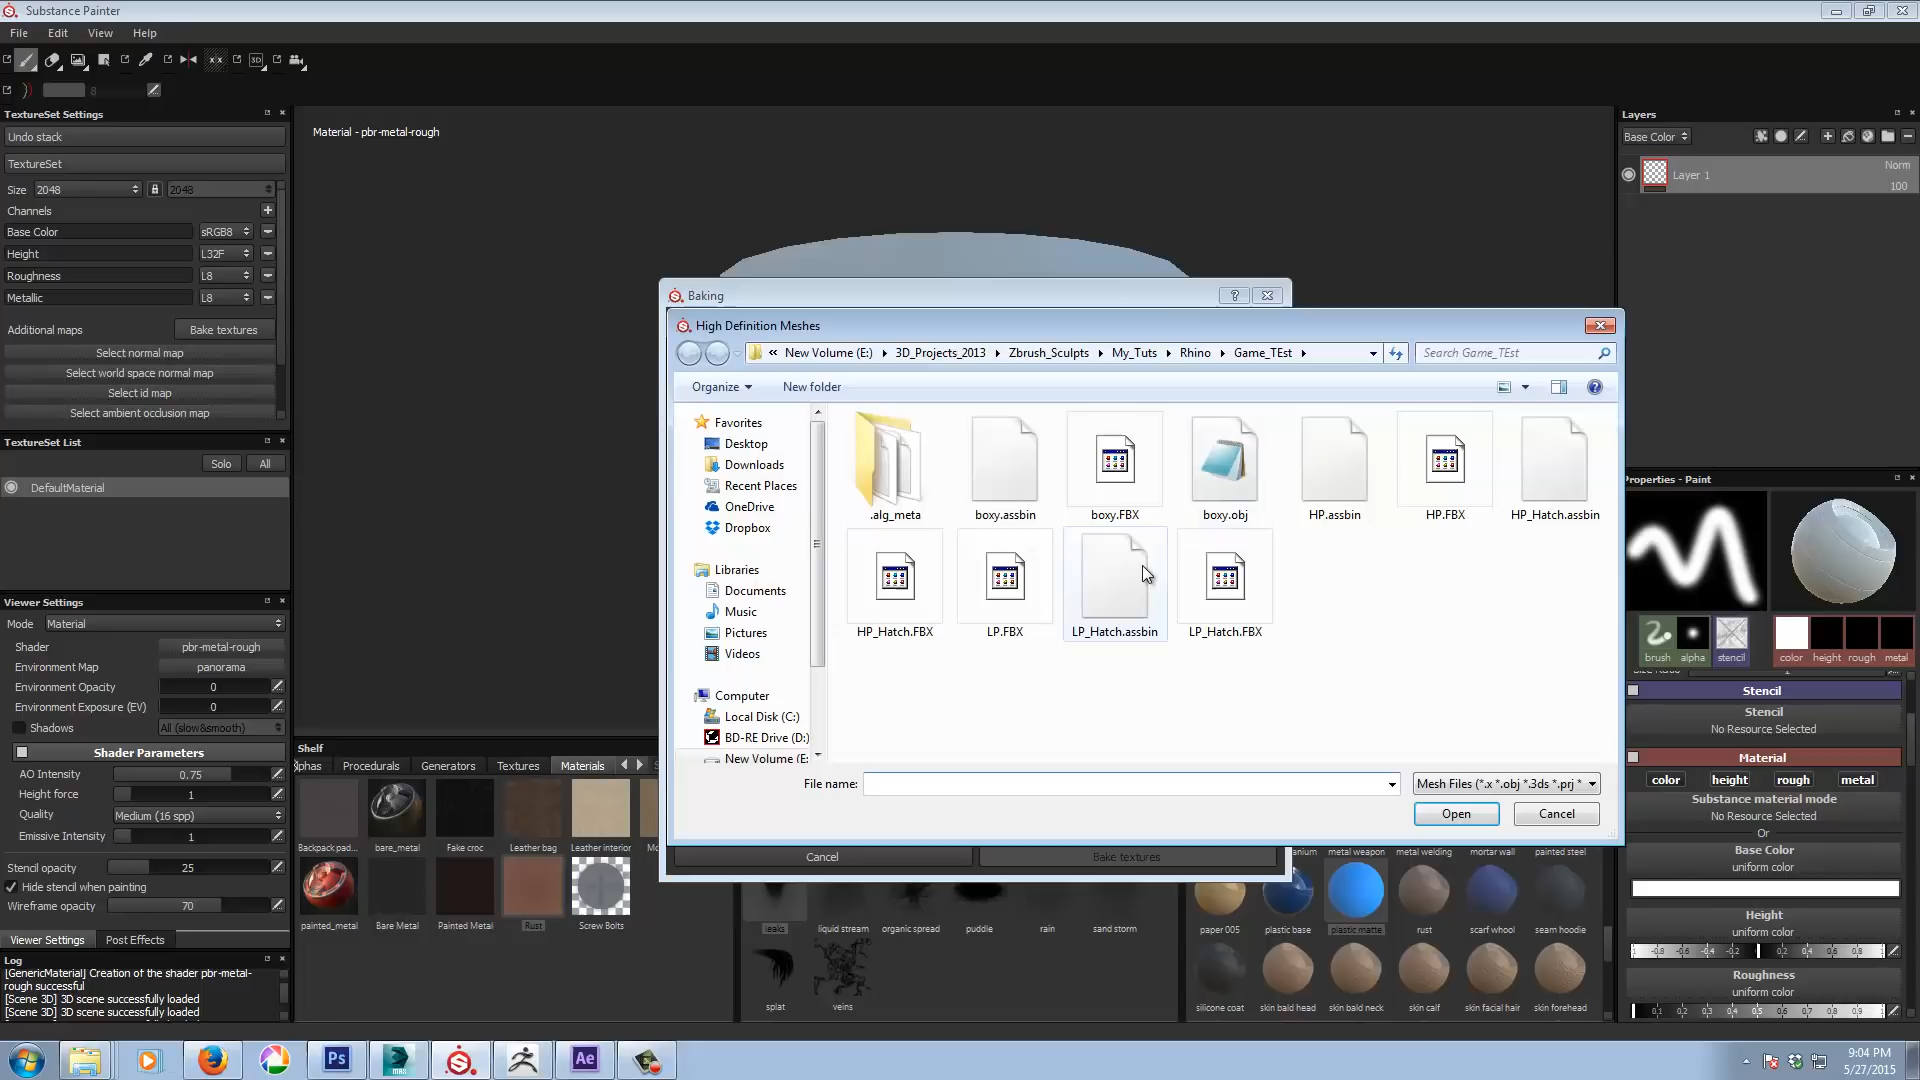 Substance Painter
File Edit View Help
8
TextureSet Settings
Undo stack
TextureSet
Size 2048 2048
Channels
Base Color sRGB8
Height L32F
Roughness L8
Metallic L8
Additional maps Bake textures
Select normal map
Select world space normal map
Select id map
Select ambient occlusion map
TextureSet List
Solo All
DefaultMaterial
Viewer Settings
Mode Material
Shader pbr-metal-rough
Environment Map panorama
Environment Opacity 0
Environment Exposure (EV) 0
Shadows All (slow&smooth)
Shader Parameters
AO Intensity 0.75
Height force 1
Quality Medium (16 spp)
Emissive Intensity 1
Stencil opacity 25
Hide stencil when painting
Wireframe opacity 70
Viewer Settings Post Effects
Log
[GenericMaterial] Creation of the shader pbr-metal-
rough successful
[Scene 3D] 3D scene successfully loaded
[Scene 3D] 3D scene successfully loaded
Material - pbr-metal-rough
Baking
High Definition Meshes
« New Volume (E:) 3D_Projects_2013 Zbrush_Sculpts My_Tuts Rhino Game_TEst
Search Game_TEst
Organize New folder
Favorites
Desktop
Downloads
Recent Places
OneDrive
Dropbox
Libraries
Documents
Music
Pictures
Videos
Computer
Local Disk (C:)
BD-RE Drive (D:)
New Volume (E:
.alg_meta boxy.assbin boxy.FBX boxy.obj HP.assbin HP.FBX HP_Hatch.assbin
HP_Hatch.FBX LP.FBX LP_Hatch.assbin LP_Hatch.FBX
File name: Mesh Files (*.x *.obj *.3ds *.prj *
Open Cancel
Cancel Bake textures
Shelf
lphas Procedurals Generators Textures Materials
Backpack pad... bare_metal Fake croc Leather bag Leather interior
painted_metal Bare Metal Painted Metal Rust Screw Bolts
leaks liquid stream organic spread puddle rain sand storm
splat veins
metal weapon metal welding mortar wall painted steel
paper 005 plastic base plastic matte rust scarf whool seam hoodie
silicone coat skin bald head skin bald neck skin calf skin facial hair skin forehead
Layers
Base Color
Layer 1 Norm
100
Properties - Paint
brush alpha stencil color height rough metal
Stencil
Stencil
No Resource Selected
Material
color height rough metal
Substance material mode
No Resource Selected
Or
Base Color
uniform color
Height
uniform color
Roughness
uniform color
Ps MAX Ae
9:04 PM
5/27/2015